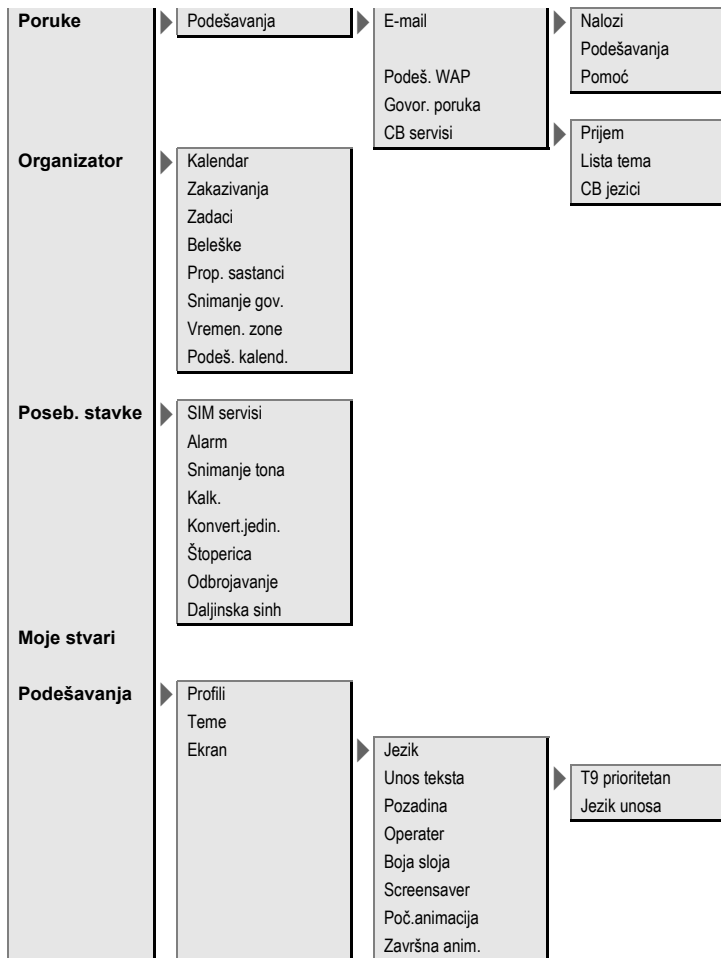 Poruke
Podešavanja
E-mail
Nalozi
Podešavanja
Pomoć
Podeš. WAP
Govor. poruka
CB servisi
Prijem
Lista tema
CB jezici
Organizator
Kalendar
Zakazivanja
Zadaci
Beleške
Prop. sastanci
Snimanje gov.
Vremen. zone
Podeš. kalend.
Poseb. stavke
SIM servisi
Alarm
Snimanje tona
Kalk.
Konvert.jedin.
Štoperica
Odbrojavanje
Daljinska sinh
Moje stvari
Podešavanja
Profili
Teme
Ekran
Jezik
Unos teksta
T9 prioritetan
Jezik unosa
Pozadina
Operater
Boja sloja
Screensaver
Poč.animacija
Završna anim.